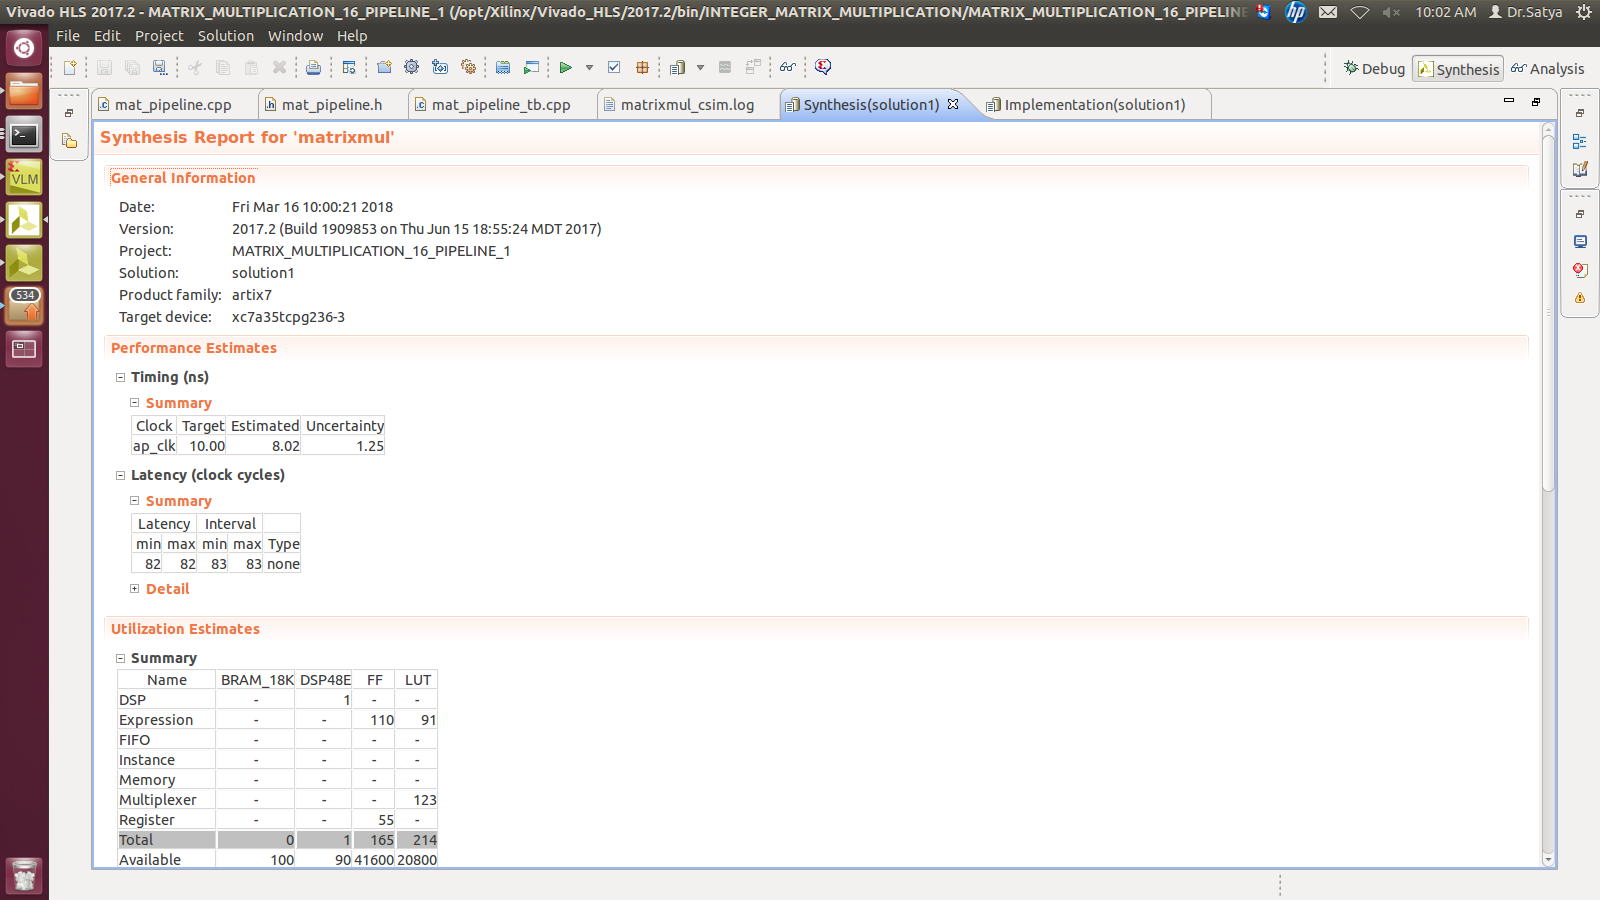 Vivado HLS 2017.2 - MATRIX_MULTIPLICATION_16_PIPELINE_1 (/opt/Xilinx/Vivado_HLS/2017.2/bin/INTEGER_MATRIX_MULTIPLICATION/MATRIX_MULTIPLICATION_16_PIPELINE 10:02 AM Dr.Satya
File Edit Project Solution Window Help
Debug Synthesis Analysis
mat_pipeline.cpp mat_pipeline.h mat_pipeline_tb.cpp matrixmul_csim.log Synthesis(solution1) Implementation(solution1)
Synthesis Report for 'matrixmul'
General Information
Date: Fri Mar 16 10:00:21 2018
Version: 2017.2 (Build 1909853 on Thu Jun 15 18:55:24 MDT 2017)
Project: MATRIX_MULTIPLICATION_16_PIPELINE_1
Solution: solution1
Product family: artix7
Target device: xc7a35tcpg236-3
Performance Estimates
Timing (ns)
Summary
Clock Target Estimated Uncertainty
ap_clk 10.00 8.02 1.25
Latency (clock cycles)
Summary
Latency Interval
min max min max Type
82 82 83 83 none
Detail
Utilization Estimates
Summary
Name BRAM_18K DSP48E FF LUT
DSP - 1 - -
Expression - - 110 91
FIFO - - - -
Instance - - - -
Memory - - - -
Multiplexer - - - 123
Register - - 55 -
Total 0 1 165 214
Available 100 90 41600 20800
VLM
534
hp